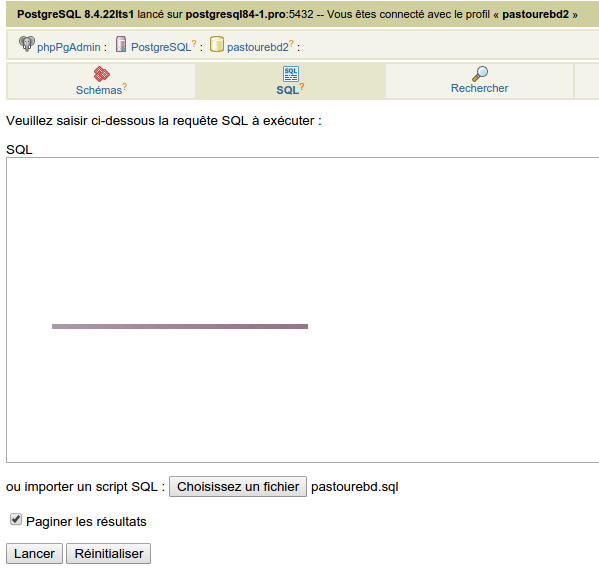 PostgreSQL 8.4.22lts1 lancé sur postgresql84-1.pro:5432 -- Vous êtes connecté avec le profil « pastourebd2 »
phpPgAdmin : PostgreSQL? : pastourebd2? :
Schémas? SQL? Rechercher
Veuillez saisir ci-dessous la requête SQL à exécuter :
SQL
ou importer un script SQL : Choisissez un fichier pastourebd.sql
Paginer les résultats
Lancer Réinitialiser